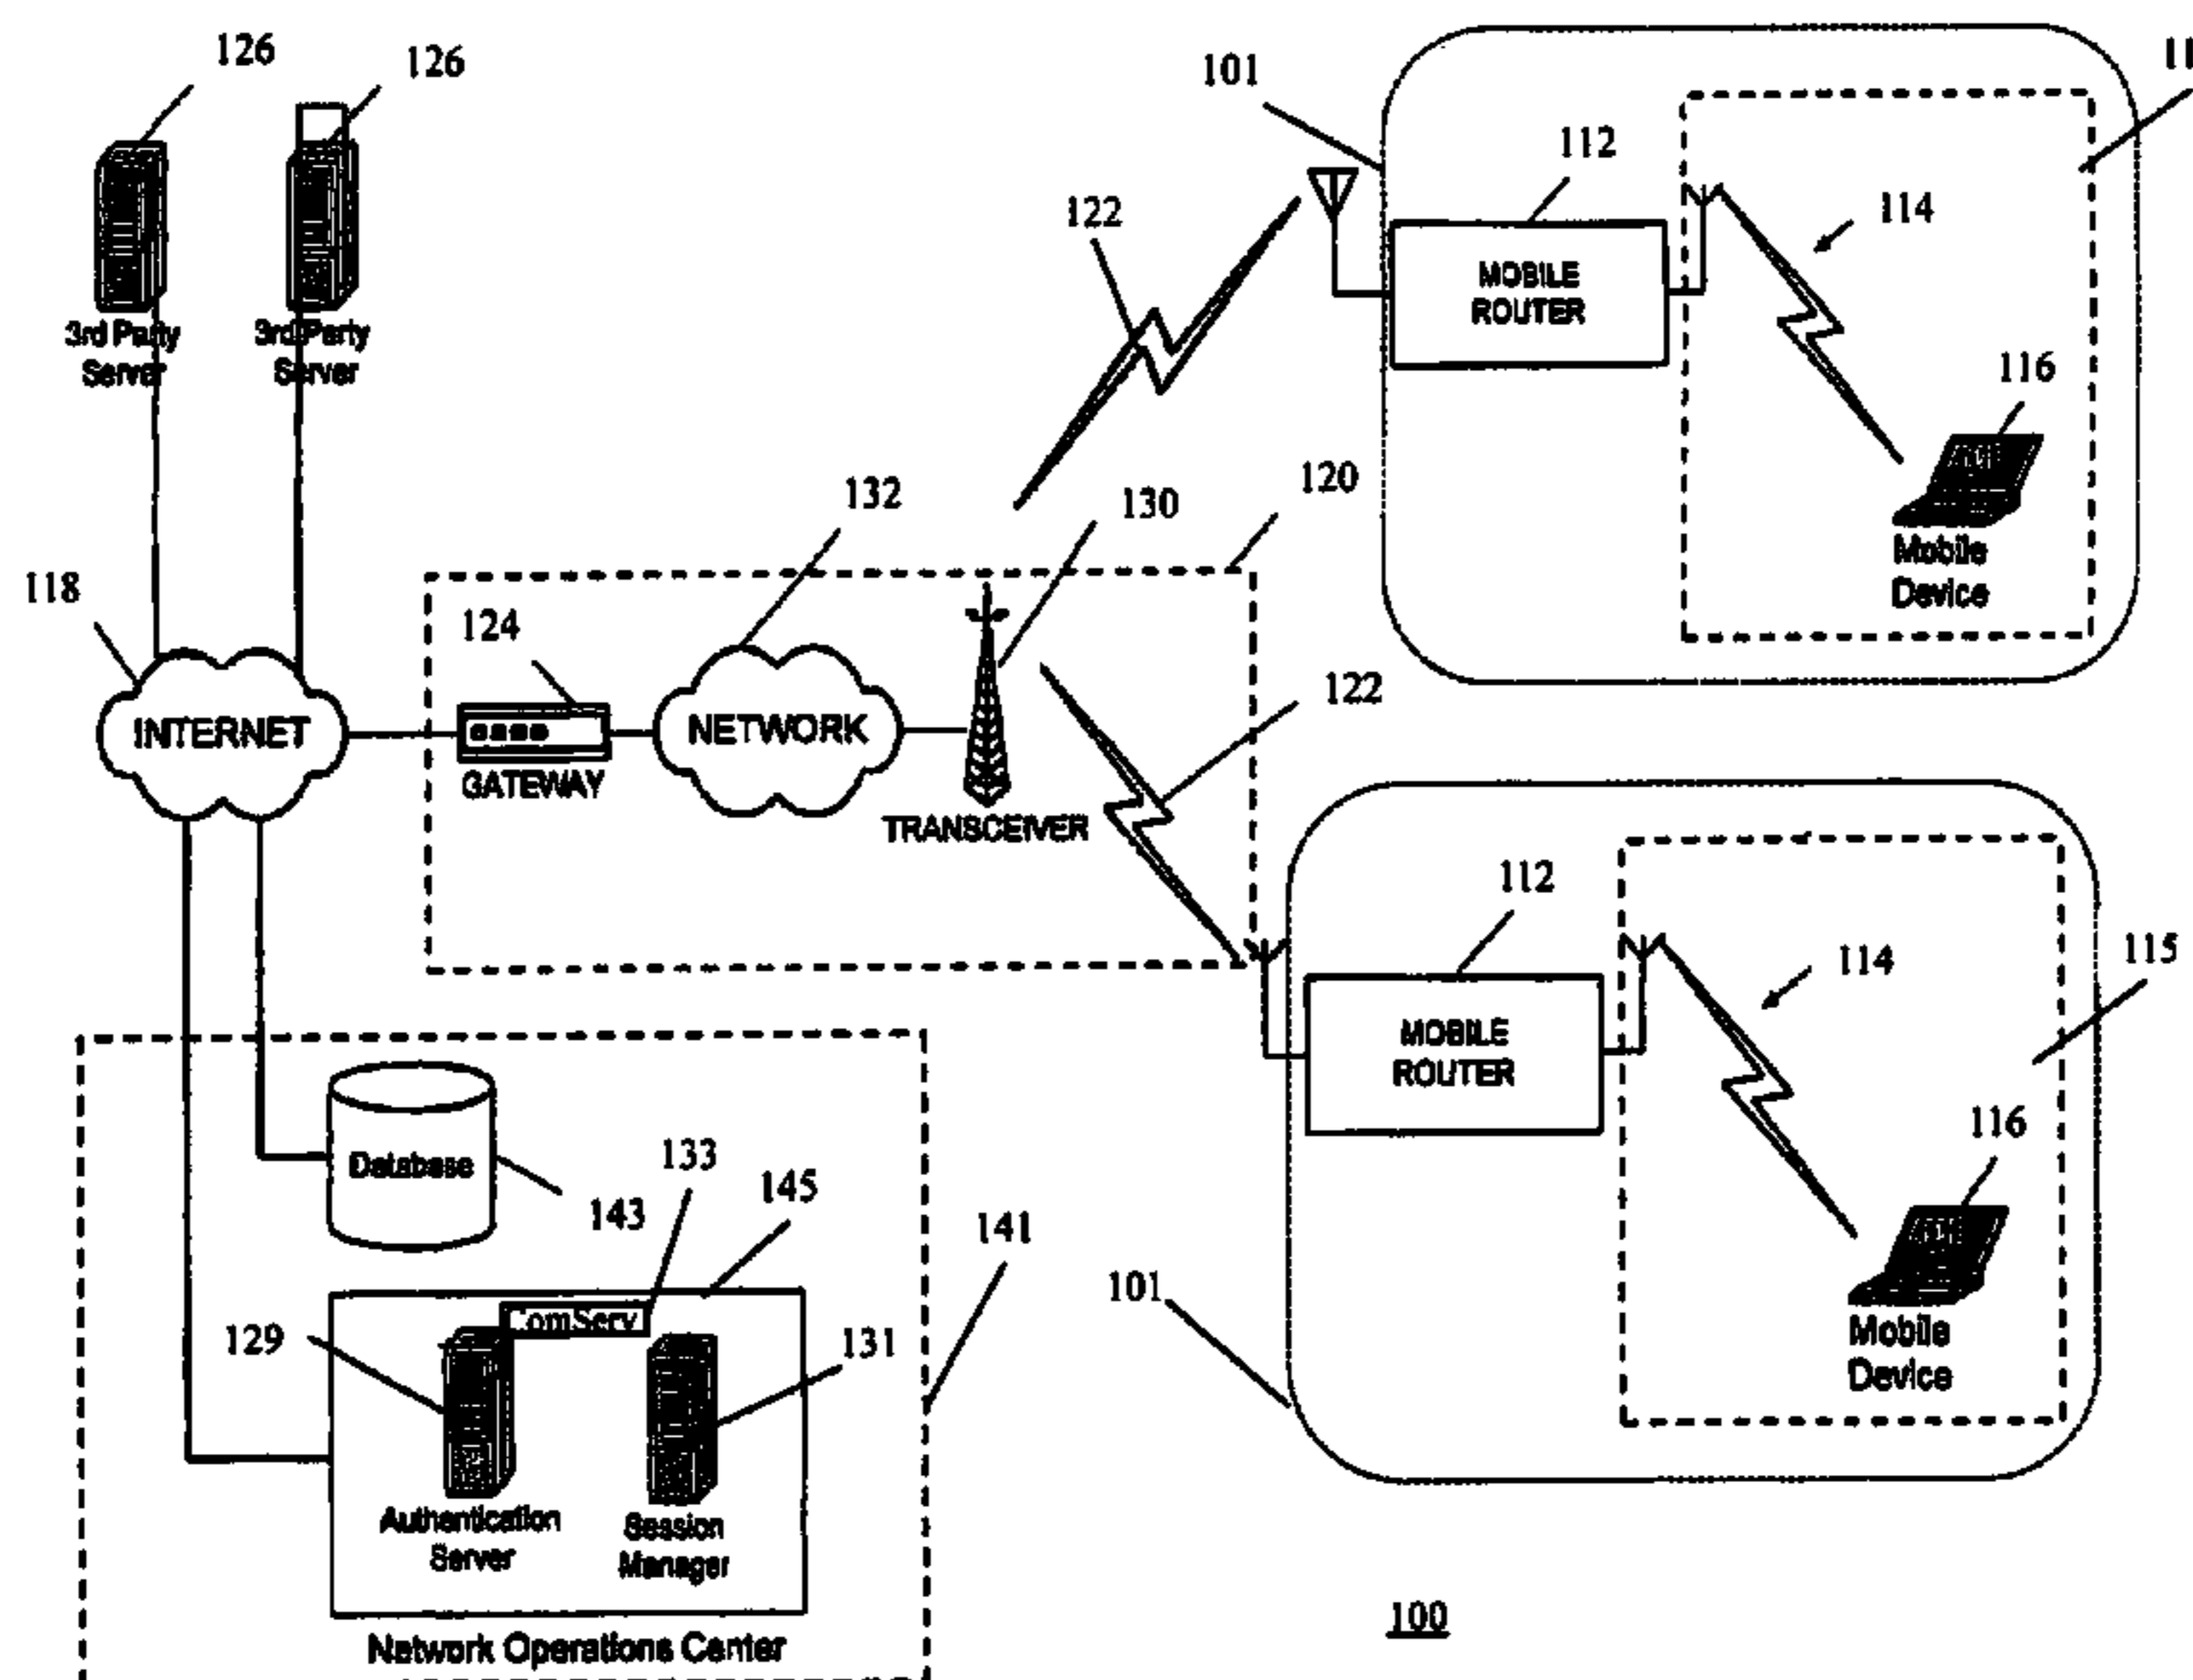 126
126
101
11
112
114
122
MOBILE
ROUTER
3rd Party
Server
3rd Party
Server
116
Mobile
Device
120
132
130
118
124
122
INTERNET
NETWORK
GATEWAY
TRANSCEIVER
112
114
115
MOBILE
ROUTER
116
Mobile
Device
101
Database
133
145
143
141
ComServ
129
131
Authentication
Server
Session
Manager
Network Operations Center
100